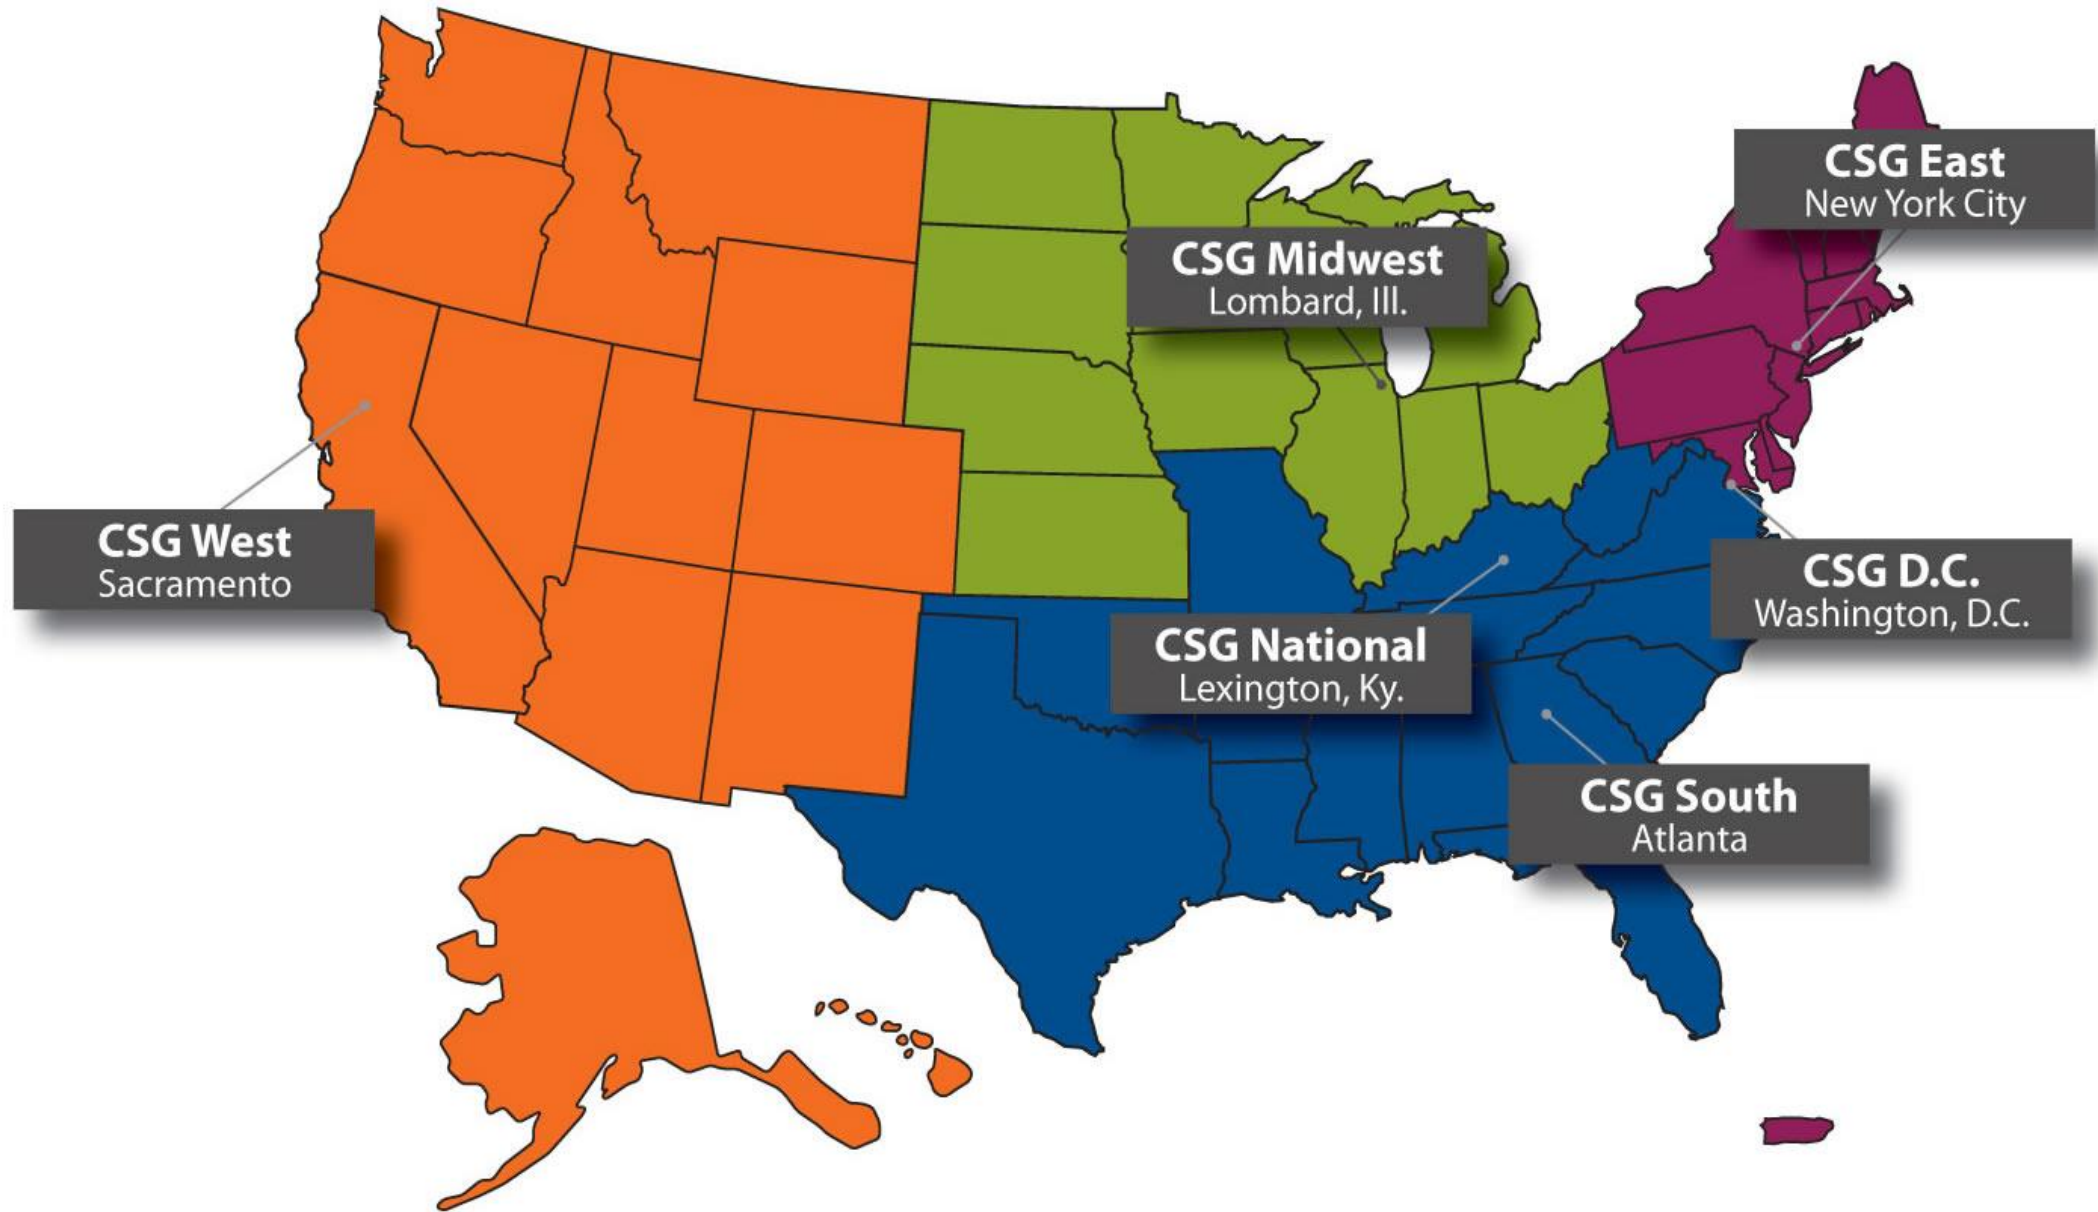 CSG East
New York City
CSG Midwest
Lombard, Ill.
CSG West
Sacramento
CSG D.C.
Washington, D.C.
CSG National
Lexington, Ky.
CSG South
Atlanta